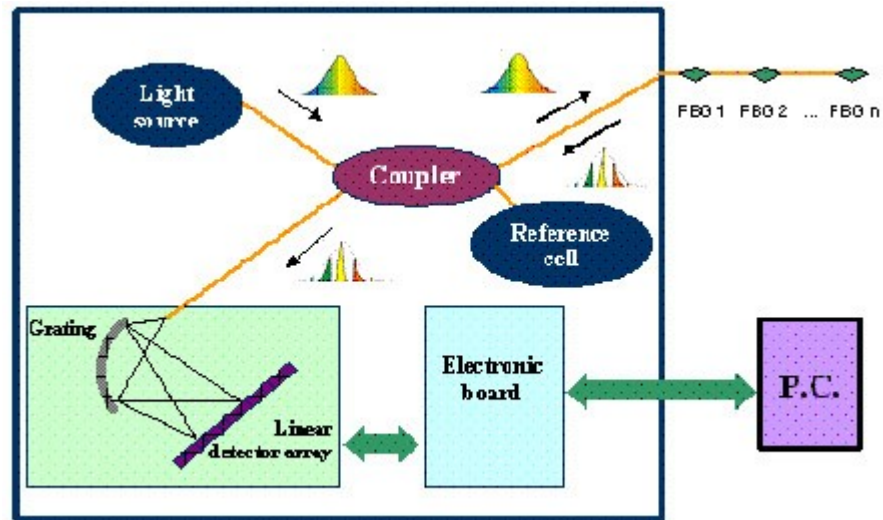 Light
source
FBG 1 FBG 2 ... FBG n
Coupler
Reference
cell
Grating
Linear
detector array
Electronic
board
P.C.